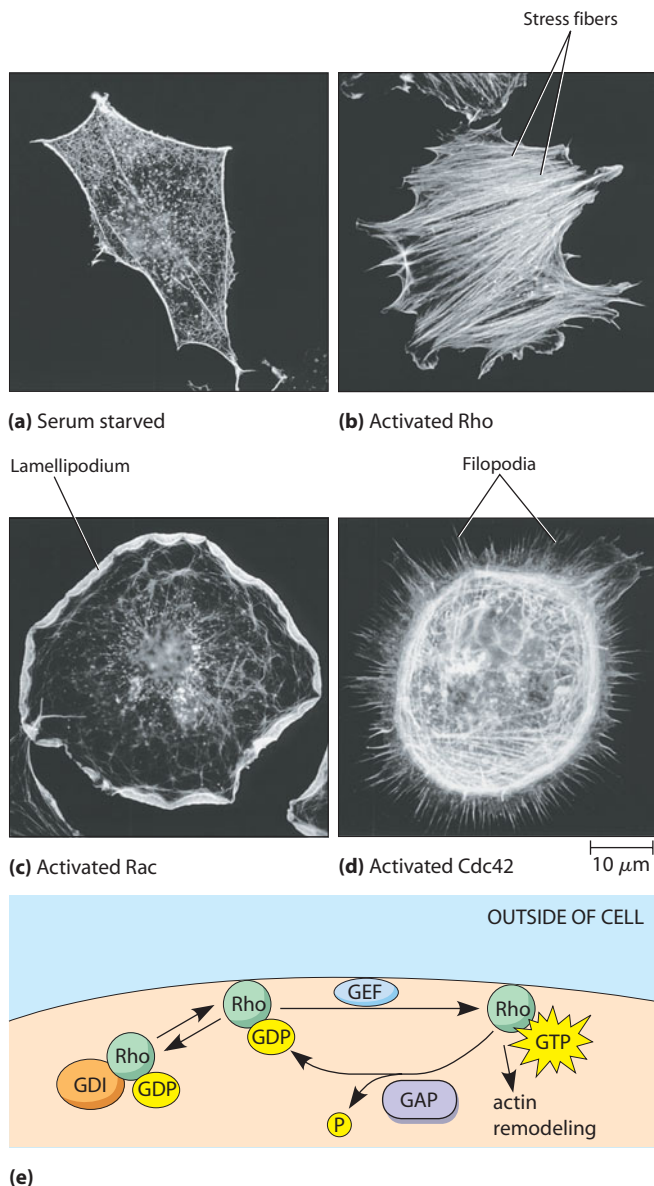 Stress fibers
(a) Serum starved
(b) Activated Rho
Lamellipodium
Filopodia
(c) Activated Rac
(d) Activated Cdc42
10 μm
OUTSIDE OF CELL
Rho
GDP
GDI
Rho
GDP
GEF
Rho
GTP
GAP
P
actin
remodeling
(e)